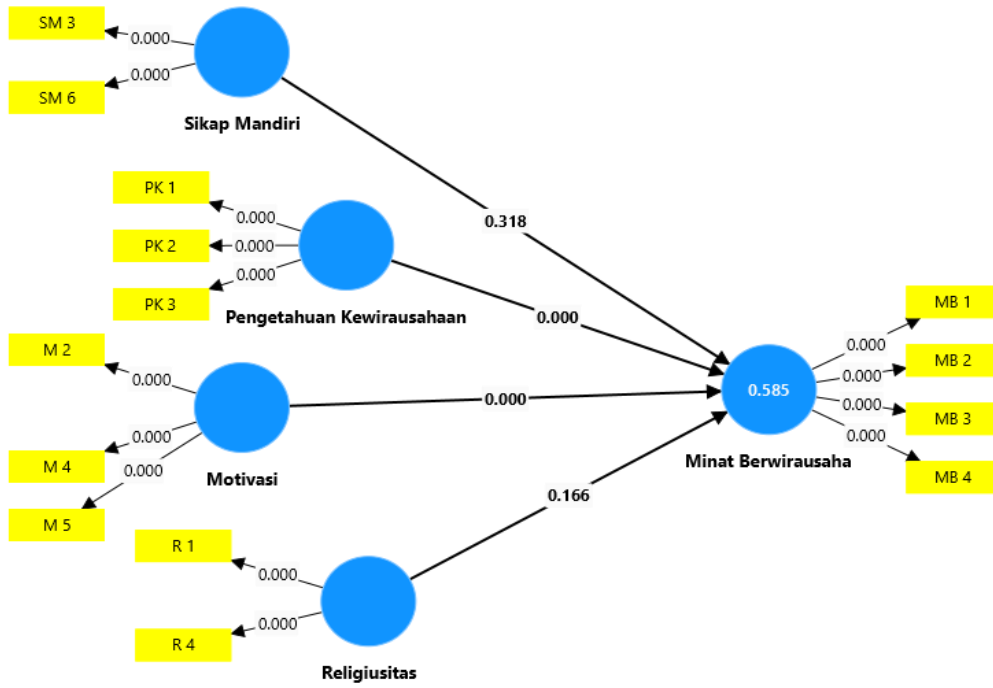 SM 3
0.000
0.000
SM 6
Sikap Mandiri
0.318
PK 1
0.000
PK 2
0.000
0.000
PK 3
Pengetahuan Kewirausahaan
0.000
M 2
0.000
0.000
M 4
0.000
M 5
Motivasi
0.000
R 1
0.000
0.000
R 4
Religiusitas
0.166
0.585
Minat Berwirausaha
MB 1
0.000
MB 2
0.000
MB 3
0.000
MB 4
0.000